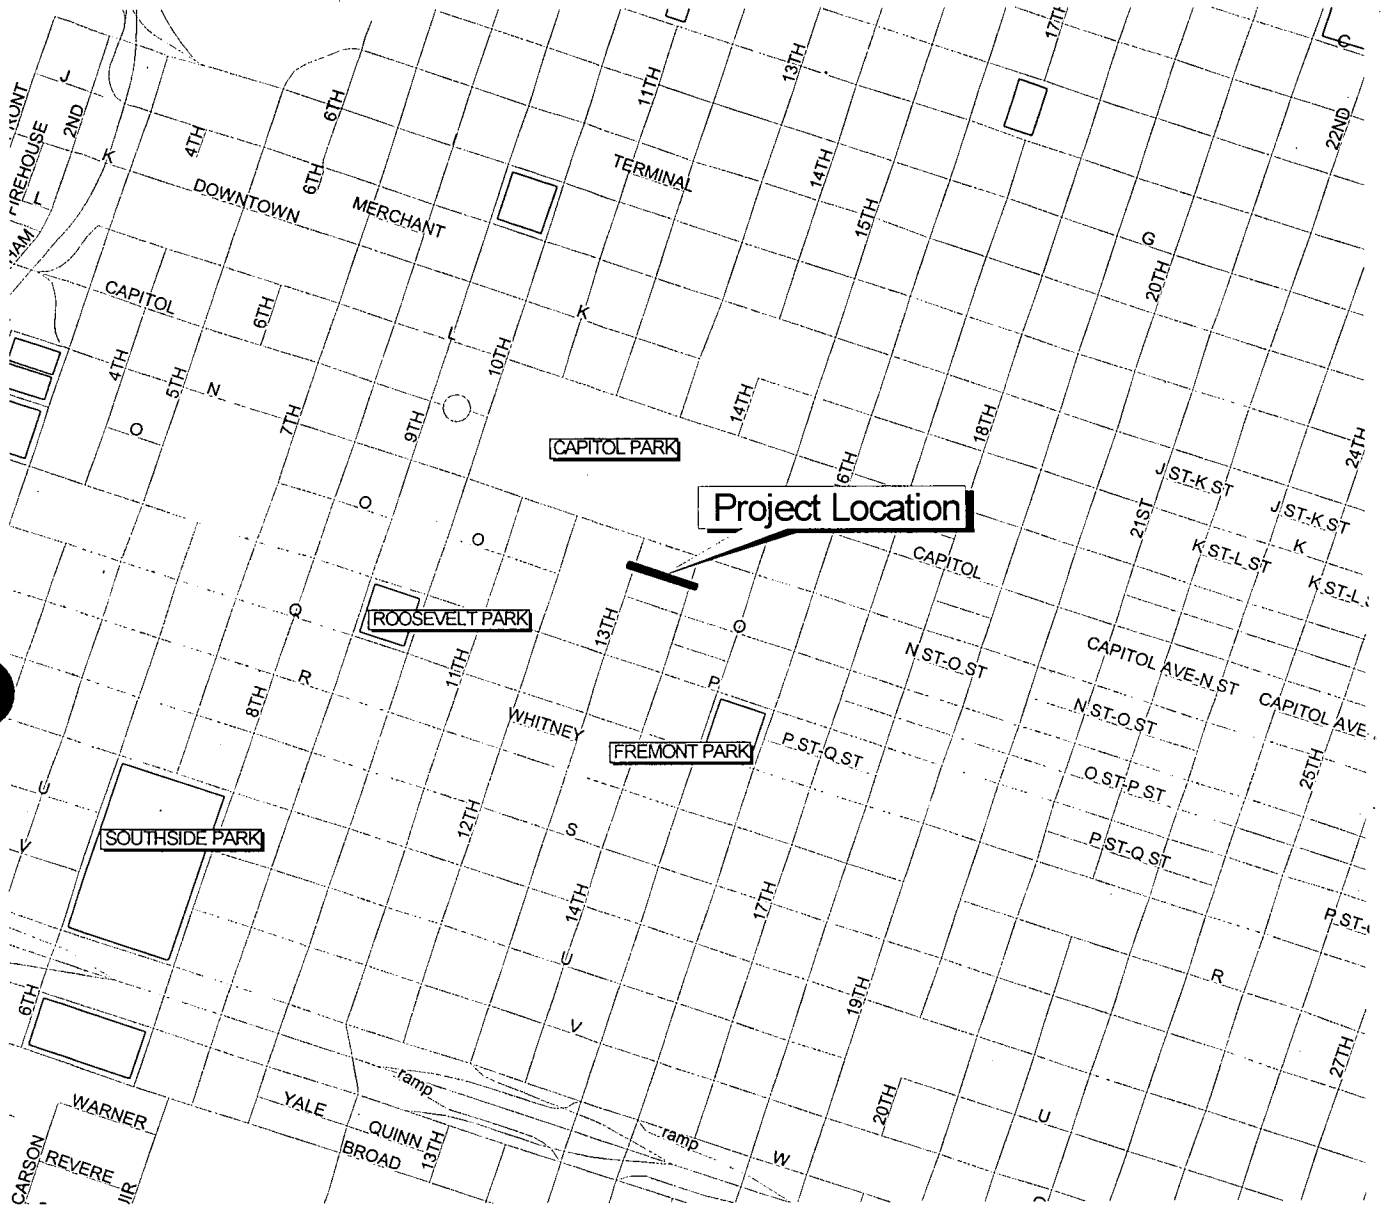 17TH
C
13TH
J
11TH
RONT
2ND
6TH
22ND
4TH
I
FIREHOUSE
K
6TH
TERMINAL
14TH
L
DOWNTOWN
MERCHANT
15TH
HAM
G
20TH
CAPITOL
6TH
K
L
10TH
4TH
5TH
N
14TH
7TH
9TH
18TH
O
24TH
CAPITOL PARK
16TH
J ST-K ST
O
Project Location
21ST
J ST-K ST
O
K
K ST-L ST
CAPITOL
K ST-L
Q
ROOSEVELT PARK
13TH
O
N ST-O ST
CAPITOL AVE-N ST
11TH
R
P
8TH
CAPITOL AVE
WHITNEY
N ST-O ST
FREMONT PARK
P ST-Q ST
25TH
U
O ST-P ST
12TH
S
SOUTHSIDE PARK
V
P ST-Q ST
14TH
17TH
P ST-
U
R
6TH
19TH
V
27TH
ramp
WARNER
YALE
20TH
U
QUINN
13TH
ramp
BROAD
W
CARSON
REVERE
UIR